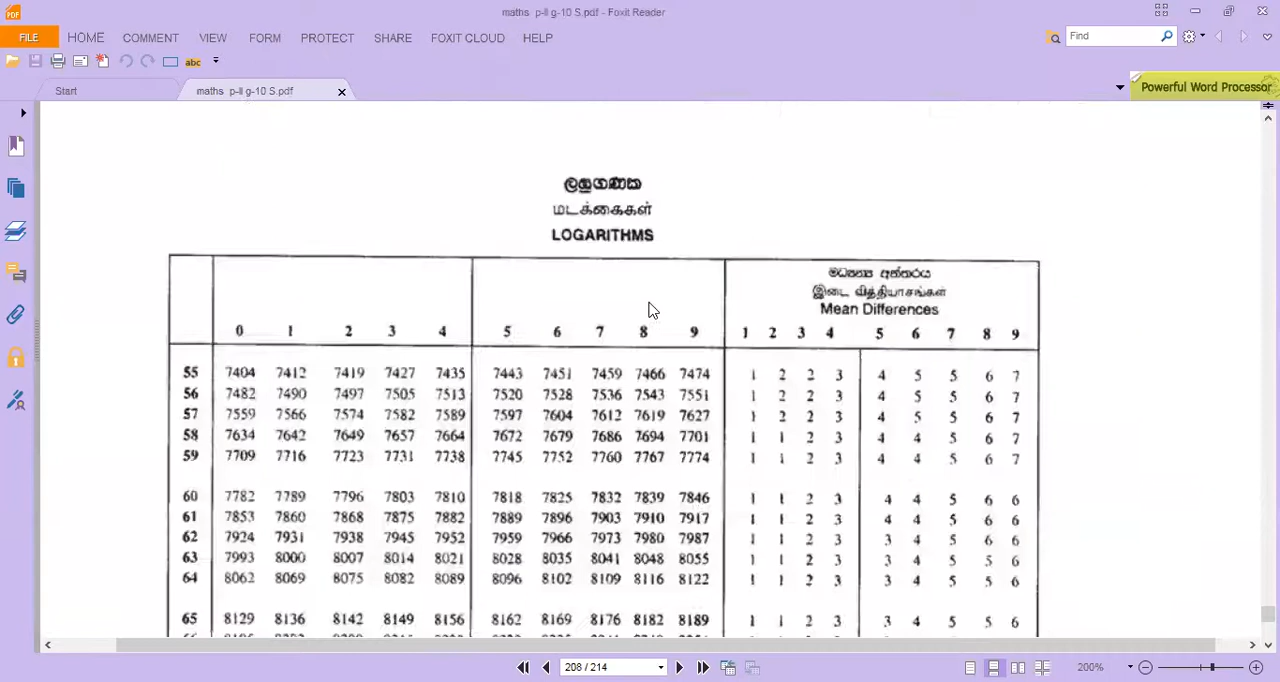 maths p-II g-10 S.pdf - Foxit Reader
FILE HOME COMMENT VIEW FORM PROTECT SHARE FOXIT CLOUD HELP
Find
abc
Start maths p-II g-10 S.pdf
Powerful Word Processor
ලඝුගණක
மடக்கைகள்
LOGARITHMS
මධ්‍යන්‍ය අන්තරය
இடை வித்தியாசங்கள்
Mean Differences
0 1 2 3 4 5 6 7 8 9 1 2 3 4 5 6 7 8 9
55 7404 7412 7419 7427 7435 7443 7451 7459 7466 7474 1 2 2 3 4 5 5 6 7
56 7482 7490 7497 7505 7513 7520 7528 7536 7543 7551 1 2 2 3 4 5 5 6 7
57 7559 7566 7574 7582 7589 7597 7604 7612 7619 7627 1 2 2 3 4 5 5 6 7
58 7634 7642 7649 7657 7664 7672 7679 7686 7694 7701 1 1 2 3 4 4 5 6 7
59 7709 7716 7723 7731 7738 7745 7752 7760 7767 7774 1 1 2 3 4 4 5 6 7
60 7782 7789 7796 7803 7810 7818 7825 7832 7839 7846 1 1 2 3 4 4 5 6 6
61 7853 7860 7868 7875 7882 7889 7896 7903 7910 7917 1 1 2 3 4 4 5 6 6
62 7924 7931 7938 7945 7952 7959 7966 7973 7980 7987 1 1 2 3 3 4 5 6 6
63 7993 8000 8007 8014 8021 8028 8035 8041 8048 8055 1 1 2 3 3 4 5 5 6
64 8062 8069 8075 8082 8089 8096 8102 8109 8116 8122 1 1 2 3 3 4 5 5 6
65 8129 8136 8142 8149 8156 8162 8169 8176 8182 8189 1 1 2 3 3 4 5 5 6
208 / 214 200%